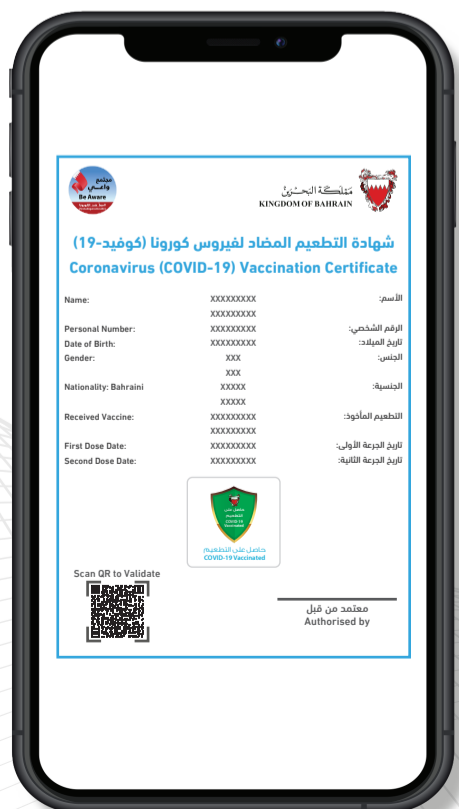 مجتمع
واعـي
Be Aware
مملكة البحرين
KINGDOM OF BAHRAIN
شهادة التطعيم المضاد لفيروس كورونا (كوفيد-19)
Coronavirus (COVID-19) Vaccination Certificate
Name: XXXXXXXXX الأسم:
XXXXXXXXX
Personal Number: XXXXXXXXX الرقم الشخصي:
Date of Birth: XXXXXXXXX تاريخ الميلاد:
Gender: XXX الجنس:
XXX
Nationality: Bahraini XXXXX الجنسية:
XXXXX
Received Vaccine: XXXXXXXXX التطعيم المأخوذ:
XXXXXXXXX
First Dose Date: XXXXXXXXX تاريخ الجرعة الأولى:
Second Dose Date: XXXXXXXXX تاريخ الجرعة الثانية:
حاصل على
التطعيم
COVID-19
Vaccinated
حاصل على التطعيم
COVID-19 Vaccinated
Scan QR to Validate
معتمد من قبل
Authorised by